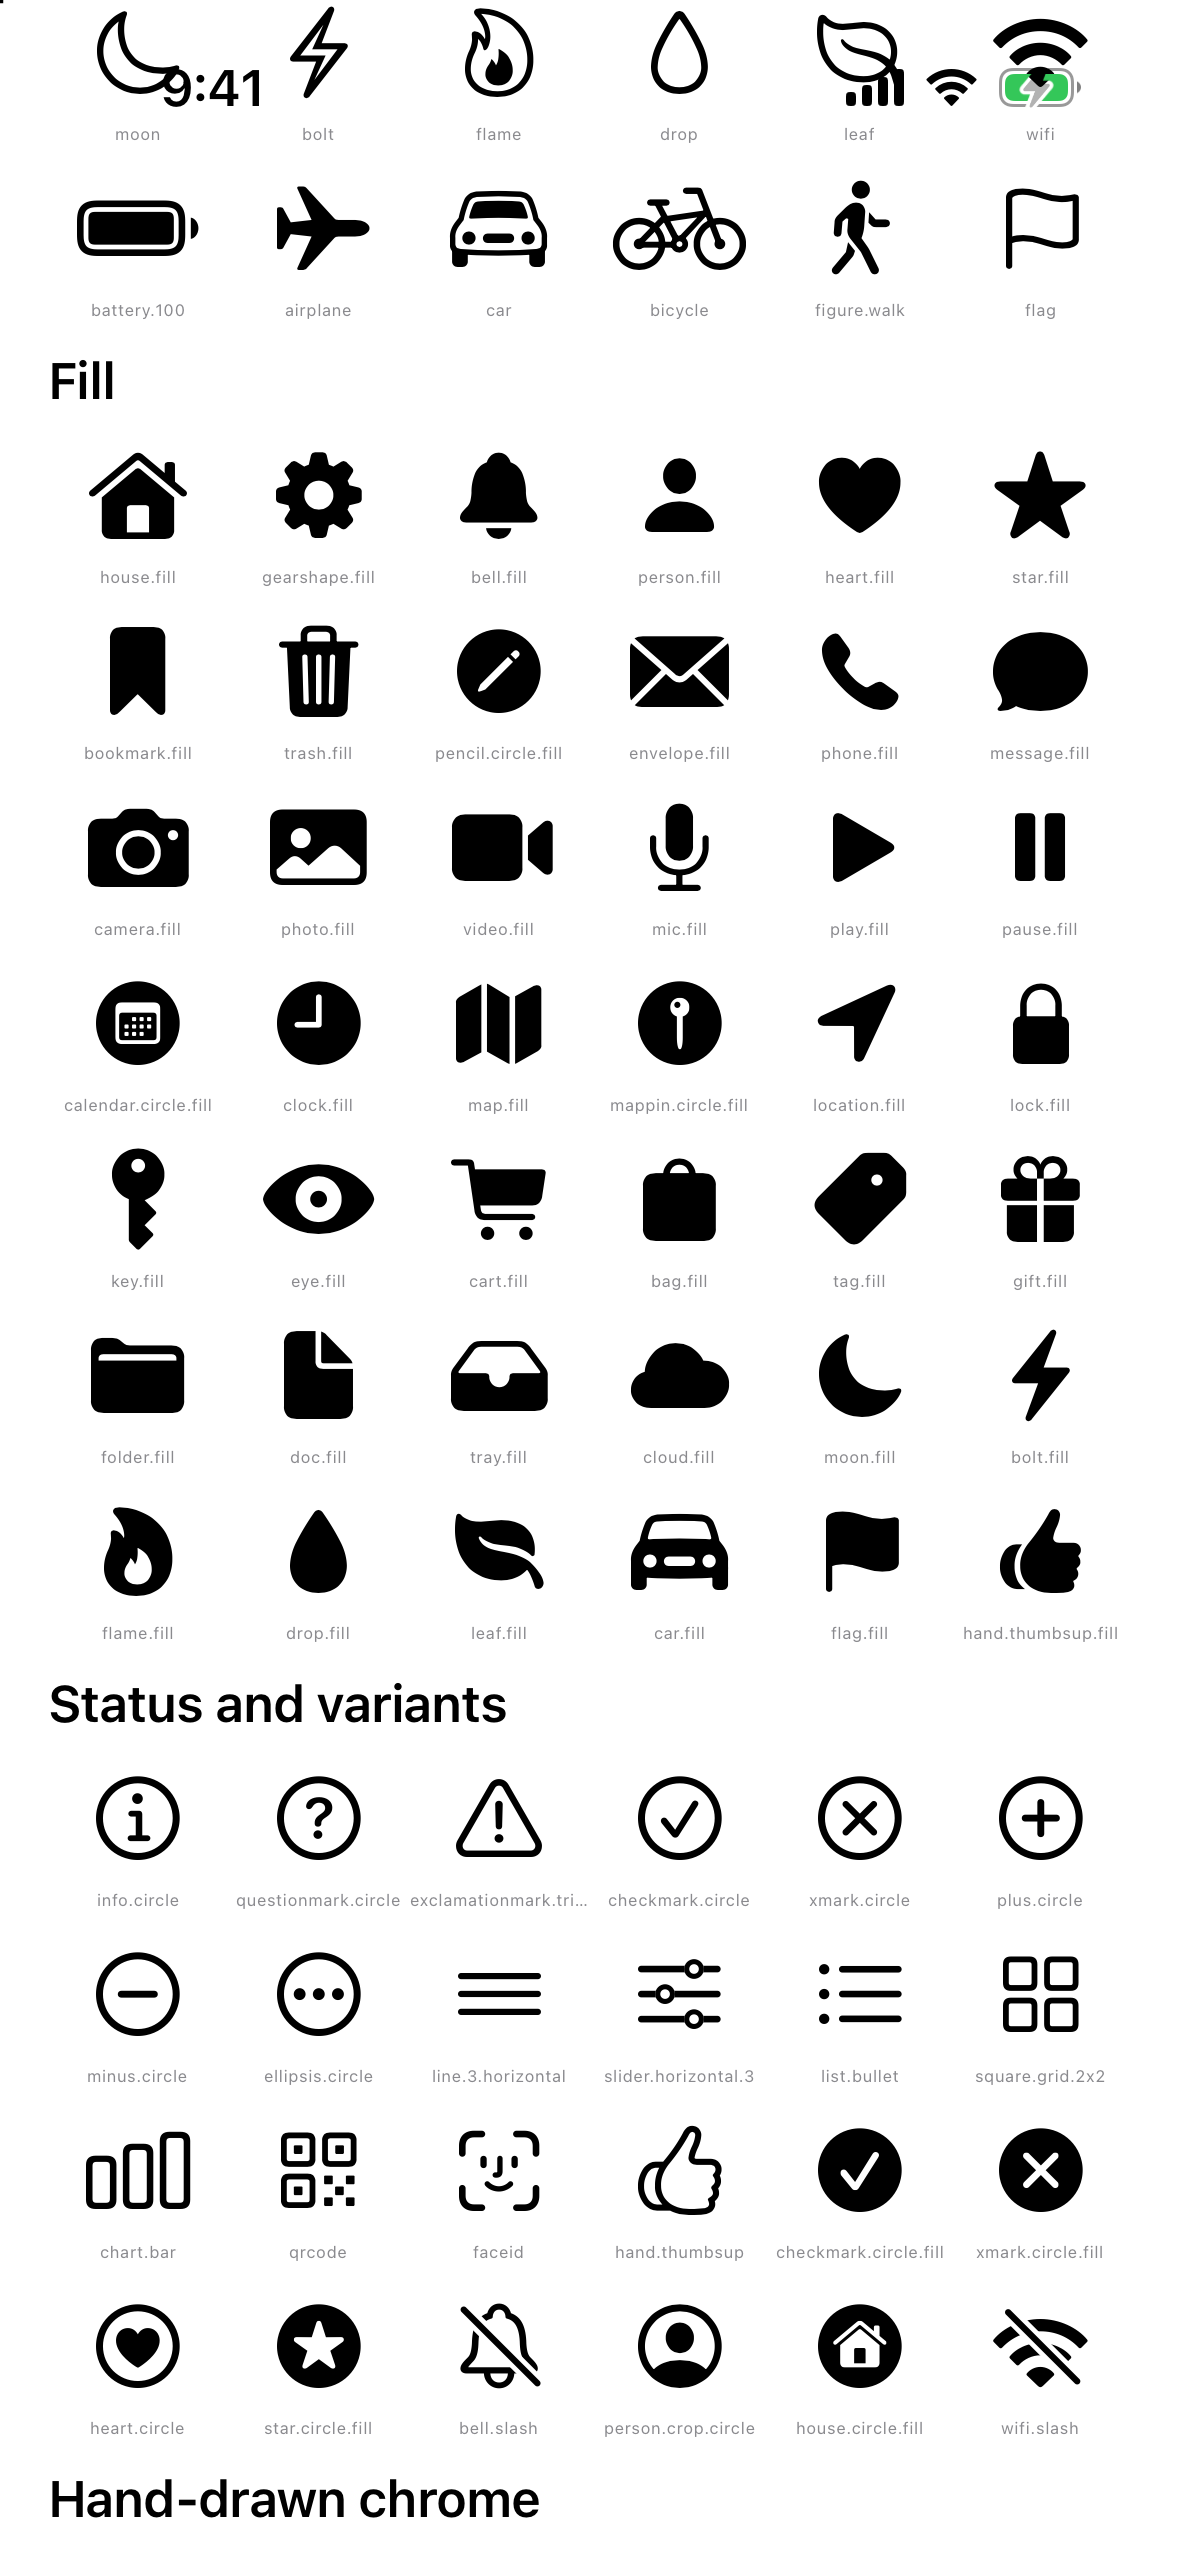 9:41
moon bolt flame drop leaf wifi
battery.100 airplane car bicycle figure.walk flag
Fill
house.fill gearshape.fill bell.fill person.fill heart.fill star.fill
bookmark.fill trash.fill pencil.circle.fill envelope.fill phone.fill message.fill
camera.fill photo.fill video.fill mic.fill play.fill pause.fill
calendar.circle.fill clock.fill map.fill mappin.circle.fill location.fill lock.fill
key.fill eye.fill cart.fill bag.fill tag.fill gift.fill
folder.fill doc.fill tray.fill cloud.fill moon.fill bolt.fill
flame.fill drop.fill leaf.fill car.fill flag.fill hand.thumbsup.fill
Status and variants
info.circle questionmark.circle exclamationmark.tri... checkmark.circle xmark.circle plus.circle
minus.circle ellipsis.circle line.3.horizontal slider.horizontal.3 list.bullet square.grid.2x2
chart.bar qrcode faceid hand.thumbsup checkmark.circle.fill xmark.circle.fill
heart.circle star.circle.fill bell.slash person.crop.circle house.circle.fill wifi.slash
Hand-drawn chrome